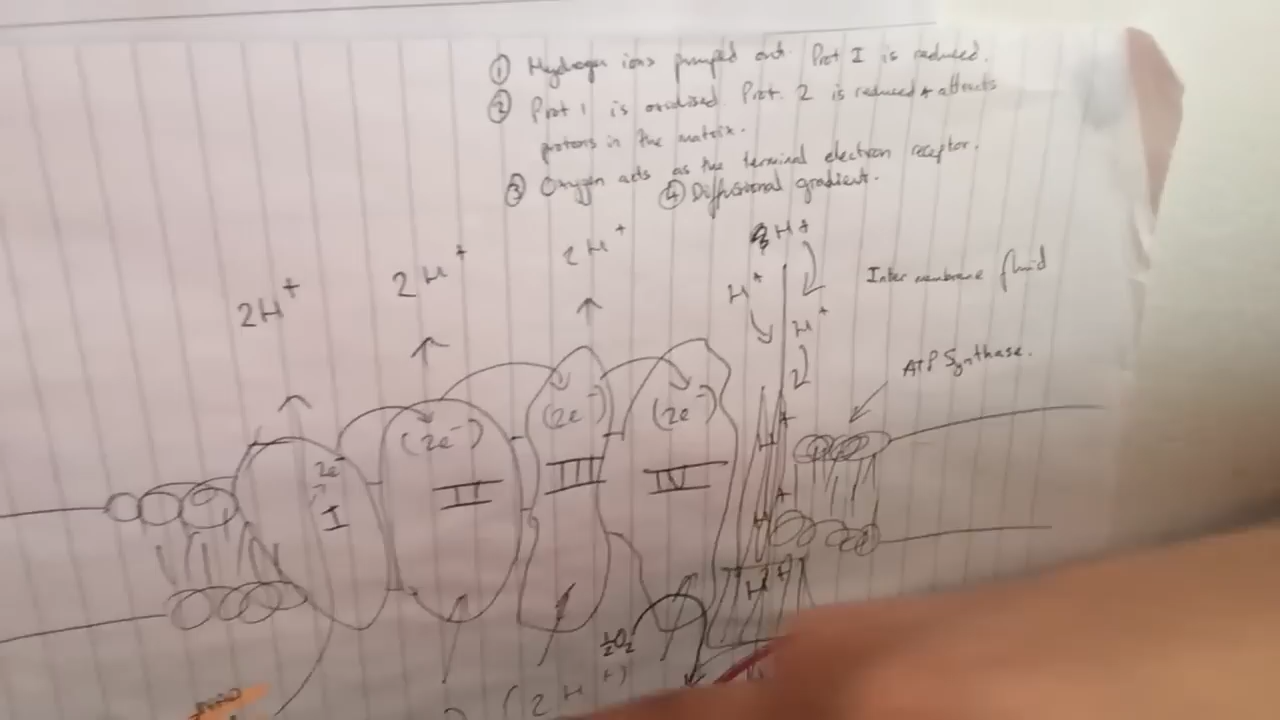 ① Hydrogen ions pumped out. Prot I is reduced.
② Prot 1 is oxidised. Prot. 2 is reduced + attracts
protons in the matrix.
③ Oxygen acts as the terminal electron receptor.
④ Diffusional gradient.
2H+
2H+
2H+
H+
H+
H+
Inter membrane fluid
ATP Synthase.
2e-
(2e-)
(2e-)
(2e-)
I
II
III
IV
H+
H+
H+
½O2
(2H+)